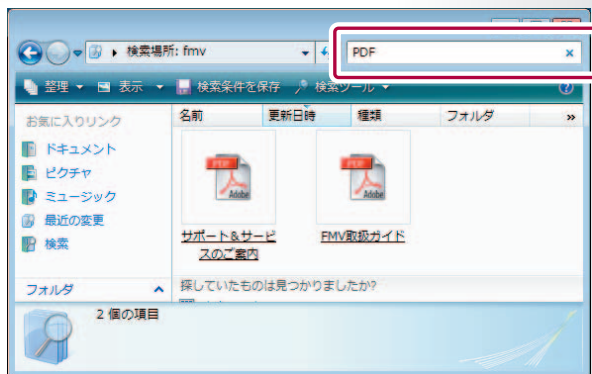 検索場所: fmv
PDF
整理 表示 検索条件を保存 検索ツール
お気に入りリンク
ドキュメント
ピクチャ
ミュージック
最近の変更
検索
フォルダ
名前 更新日時 種類 フォルダ »
PDF
Adobe
サポート&サービ
スのご案内
PDF
Adobe
FMV取扱ガイド
探していたものは見つかりましたか?
2 個の項目